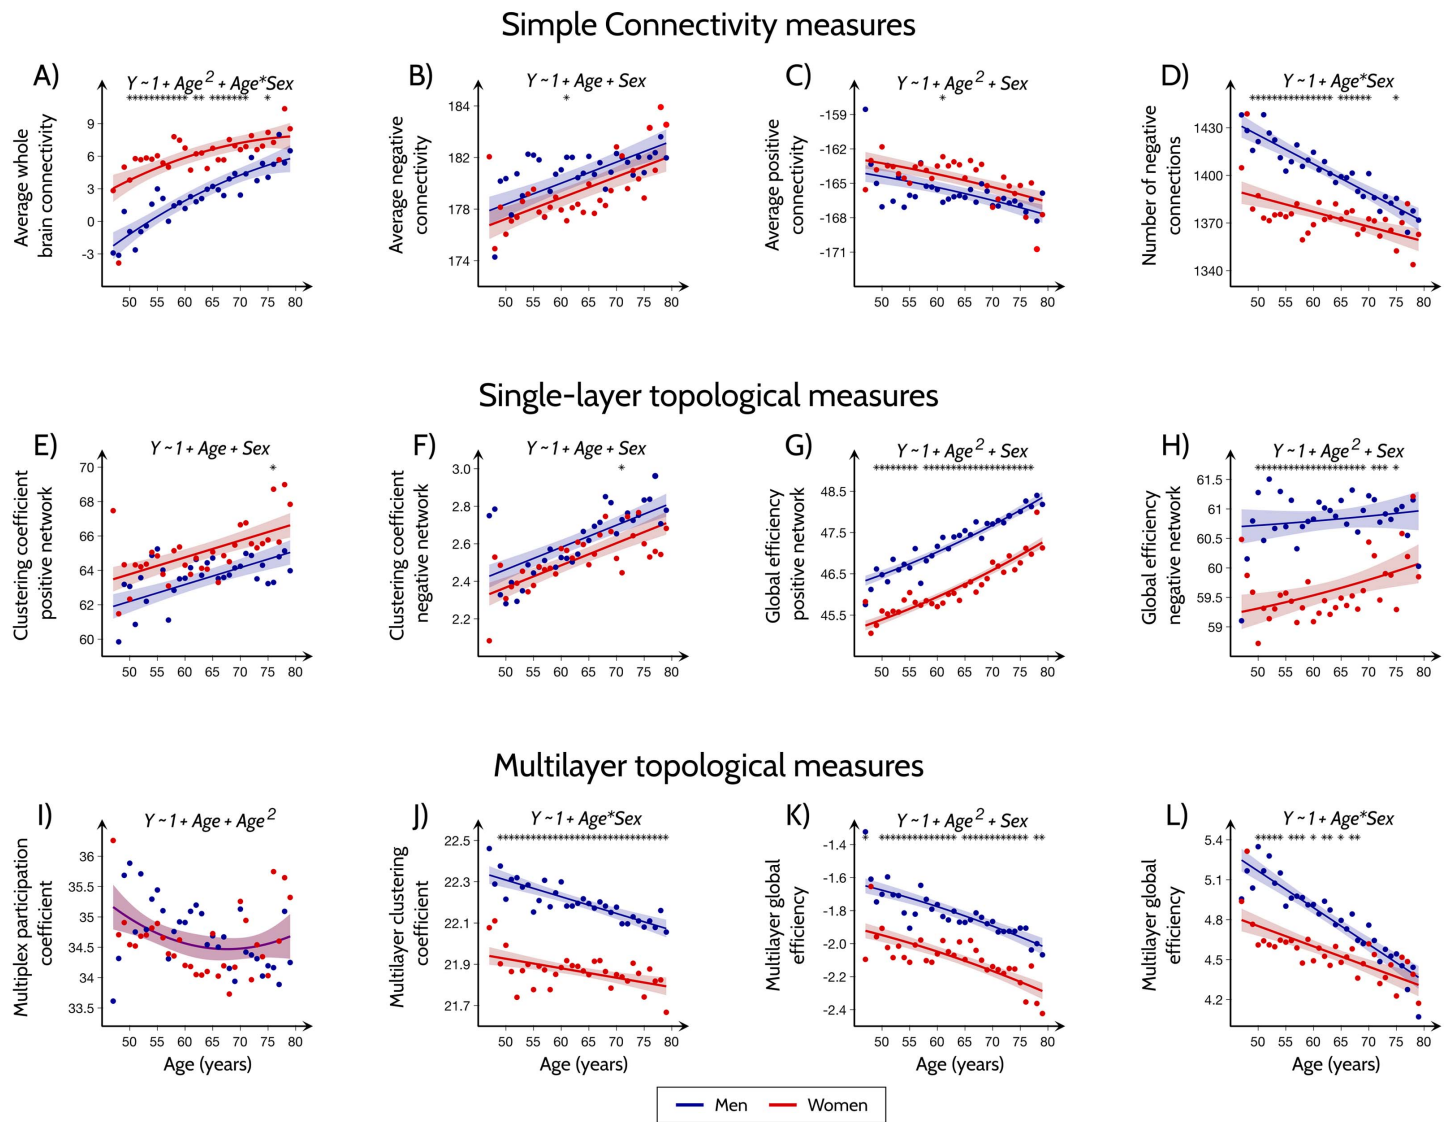 Simple Connectivity measures
A)
Y ~ 1 + Age² + Age*Sex
******************** ** ******* *
Average whole
brain connectivity
9
6
3
0
-3
50 55 60 65 70 75 80
B)
Y ~ 1 + Age + Sex
*
Average negative
connectivity
184
182
178
174
50 55 60 65 70 75 80
C)
Y ~ 1 + Age² + Sex
*
Average positive
connectivity
-159
-162
-165
-168
-171
50 55 60 65 70 75 80
D)
Y ~ 1 + Age*Sex
Number of negative
connections
1430
1400
1370
1340
50 55 60 65 70 75 80
Single-layer topological measures
E)
Y ~ 1 + Age + Sex
*
Clustering coefficient
positive network
70
68
66
64
62
60
50 55 60 65 70 75 80
F)
Y ~ 1 + Age + Sex
*
Clustering coefficient
negative network
3.0
2.8
2.6
2.4
2.2
50 55 60 65 70 75 80
G)
Y ~ 1 + Age² + Sex
Global efficiency
positive network
48.5
47.5
46.5
45.5
50 55 60 65 70 75 80
H)
Y ~ 1 + Age² + Sex
Global efficiency
negative network
61.5
61
60.5
60
59.5
59
50 55 60 65 70 75 80
Multilayer topological measures
I)
Y ~ 1 + Age + Age²
Multiplex participation
coefficient
36
35.5
35
34.5
34
33.5
50 55 60 65 70 75 80
Age (years)
J)
Y ~ 1 + Age*Sex
Multilayer clustering
coefficient
22.5
22.3
22.1
21.9
21.7
50 55 60 65 70 75 80
Age (years)
K)
Y ~ 1 + Age² + Sex
Multilayer global
efficiency
-1.4
-1.6
-1.8
-2.0
-2.2
-2.4
50 55 60 65 70 75 80
Age (years)
L)
Y ~ 1 + Age*Sex
Multilayer global
efficiency
5.4
5.1
4.8
4.5
4.2
50 55 60 65 70 75 80
Age (years)
Men Women